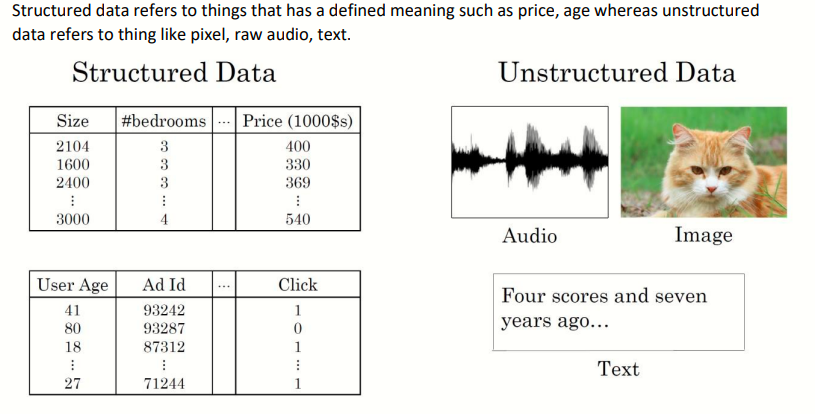 Structured data refers to things that has a defined meaning such as price, age whereas unstructured
data refers to thing like pixel, raw audio, text.
Structured Data
Size #bedrooms ... Price (1000$s)
2104 3 400
1600 3 330
2400 3 369
⋮ ⋮ ⋮
3000 4 540
User Age Ad Id ... Click
41 93242 1
80 93287 0
18 87312 1
⋮ ⋮ ⋮
27 71244 1
Unstructured Data
Audio
Image
Four scores and seven
years ago...
Text